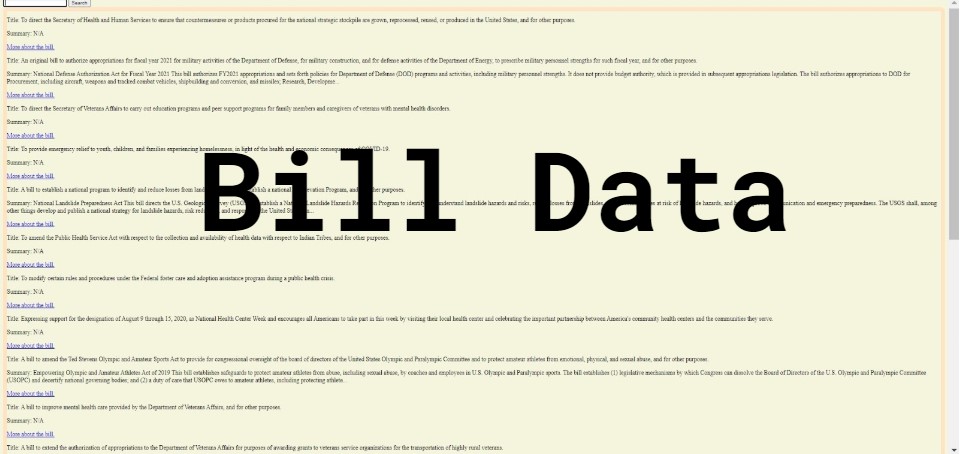 Search
Title: To direct the Secretary of Health and Human Services to ensure that countermeasures or products procured for the national strategic stockpile are grown, reprocessed, reused, or produced in the United States, and for other purposes.
Summary: N/A
More about the bill.
Title: An original bill to authorize appropriations for fiscal year 2021 for military activities of the Department of Defense, for military construction, and for defense activities of the Department of Energy, to prescribe military personnel strengths for such fiscal year, and for other purposes.
Summary: National Defense Authorization Act for Fiscal Year 2021 This bill authorizes FY2021 appropriations and sets forth policies for Department of Defense (DOD) programs and activities, including military personnel strengths. It does not provide budget authority, which is provided in subsequent appropriations legislation. The bill authorizes appropriations to DOD for
Procurement, including aircraft, weapons and tracked combat vehicles, shipbuilding and conversion, and missiles; Research, Developme...
More about the bill.
Title: To direct the Secretary of Veterans Affairs to carry out education programs and peer support programs for family members and caregivers of veterans with mental health disorders.
Summary: N/A
More about the bill.
Title: To provide emergency relief to youth, children, and families experiencing homelessness, in light of the health and economic consequences of COVID-19.
Summary: N/A
More about the bill.
Bill Data
Title: A bill to establish a national program to identify and reduce losses from establish a national Program, and other purposes.
Summary: National Landslide Preparedness Act This bill directs the U.S. Geological Survey (USGS) establish a National Landslide Hazards Program to identify understand landslide hazards and risks, losses from at risk of hazards, and communication and emergency preparedness. The USGS shall, among
other things develop and publish a national strategy for landslide hazards, risk the United
More about the bill.
Title: To amend the Public Health Service Act with respect to the collection and availability of health data with respect to Indian Tribes, and for other purposes.
Summary: N/A
More about the bill.
Title: To modify certain rules and procedures under the Federal foster care and adoption assistance program during a public health crisis.
Summary: N/A
More about the bill.
Title: Expressing support for the designation of August 9 through 15, 2020, as National Health Center Week and encourages all Americans to take part in this week by visiting their local health center and celebrating the important partnership between America's community health centers and the communities they serve.
Summary: N/A
More about the bill.
Title: A bill to amend the Ted Stevens Olympic and Amateur Sports Act to provide for congressional oversight of the board of directors of the United States Olympic and Paralympic Committee and to protect amateur athletes from emotional, physical, and sexual abuse, and for other purposes.
Summary: Empowering Olympic and Amateur Athletes Act of 2019 This bill establishes safeguards to protect amateur athletes from abuse, including sexual abuse, by coaches and employees in U.S. Olympic and Paralympic sports. The bill establishes (1) legislative mechanisms by which Congress can dissolve the Board of Directors of the U.S. Olympic and Paralympic Committee
(USOPC) and decertify national governing bodies; and (2) a duty of care that USOPC owes to amateur athletes, including protecting athlete...
More about the bill.
Title: A bill to improve mental health care provided by the Department of Veterans Affairs, and for other purposes.
Summary: N/A
More about the bill.
Title: A bill to extend the authorization of appropriations to the Department of Veterans Affairs for purposes of awarding grants to veterans service organizations for the transportation of highly rural veterans.